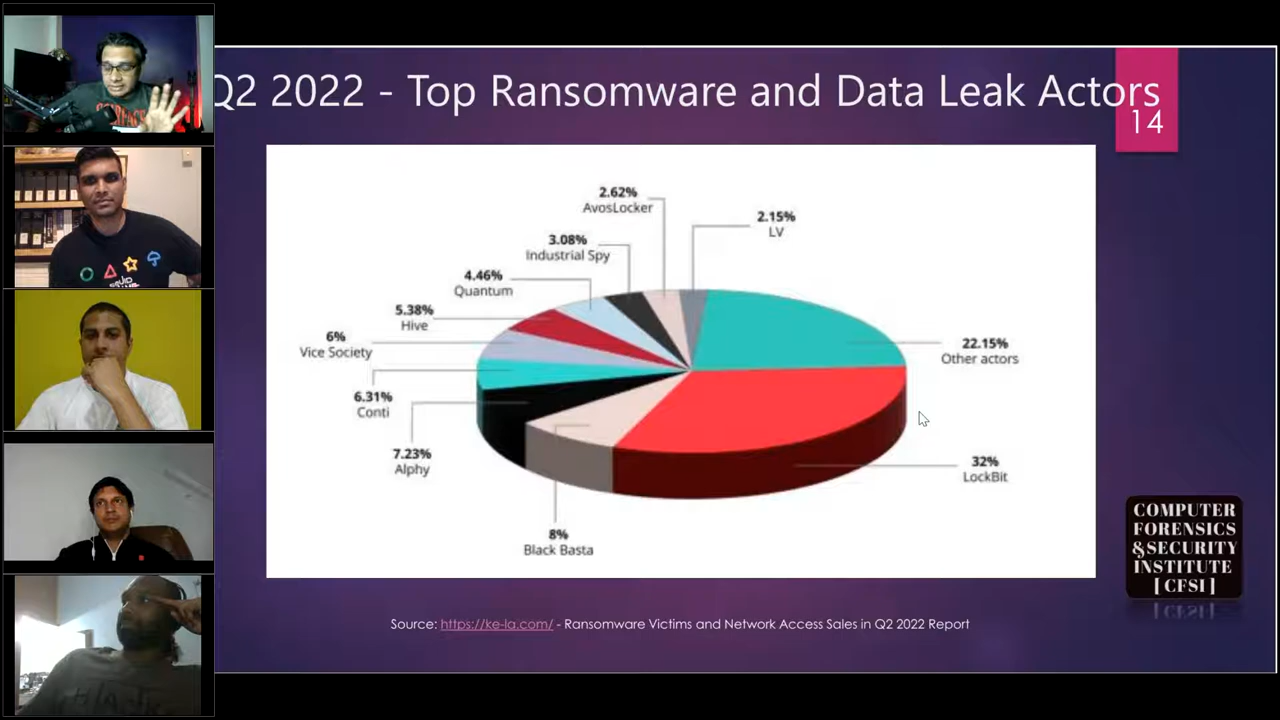 Q2 2022 - Top Ransomware and Data Leak Actors
14
2.62%
AvosLocker
2.15%
LV
3.08%
Industrial Spy
4.46%
Quantum
5.38%
Hive
6%
Vice Society
22.15%
Other actors
6.31%
Conti
7.23%
Alphy
32%
LockBit
8%
Black Basta
COMPUTER
FORENSICS
&SECURITY
INSTITUTE
[ CFSI ]
Source: https://ke-la.com/ - Ransomware Victims and Network Access Sales in Q2 2022 Report